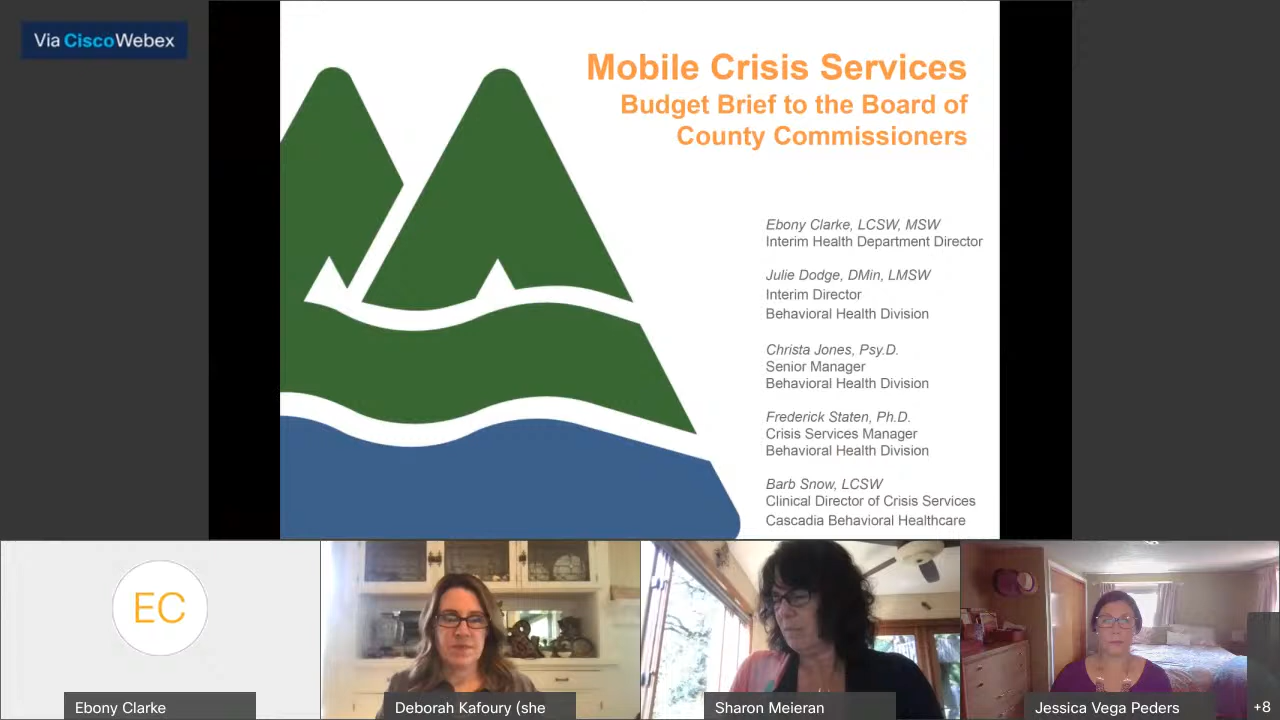 Via Cisco Webex
Mobile Crisis Services
Budget Brief to the Board of
County Commissioners
Ebony Clarke, LCSW, MSW
Interim Health Department Director
Julie Dodge, DMin, LMSW
Interim Director
Behavioral Health Division
Christa Jones, Psy.D.
Senior Manager
Behavioral Health Division
Frederick Staten, Ph.D.
Crisis Services Manager
Behavioral Health Division
Barb Snow, LCSW
Clinical Director of Crisis Services
Cascadia Behavioral Healthcare
EC
Ebony Clarke
Deborah Kafoury (she
Sharon Meieran
Jessica Vega Peders
+8